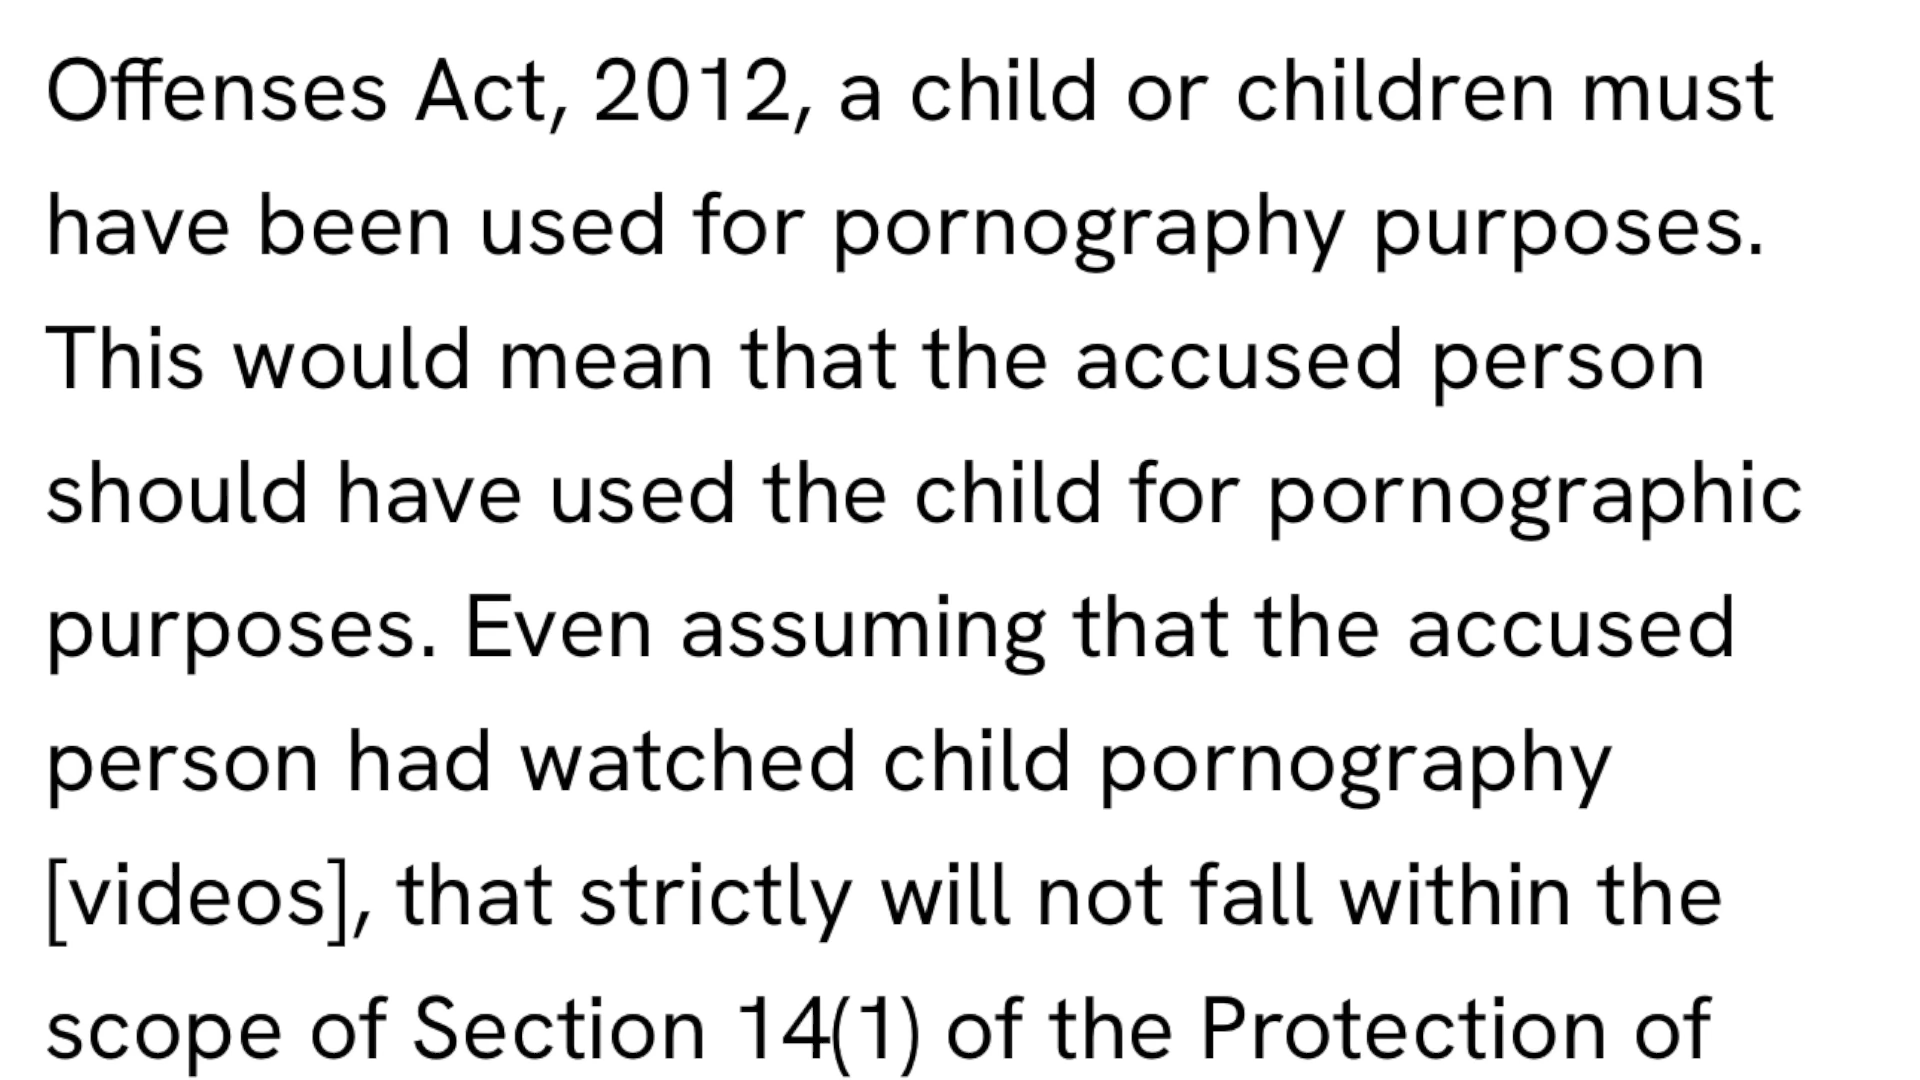 Offenses Act, 2012, a child or children must
have been used for pornography purposes.
This would mean that the accused person
should have used the child for pornographic
purposes. Even assuming that the accused
person had watched child pornography
[videos], that strictly will not fall within the
scope of Section 14(1) of the Protection of